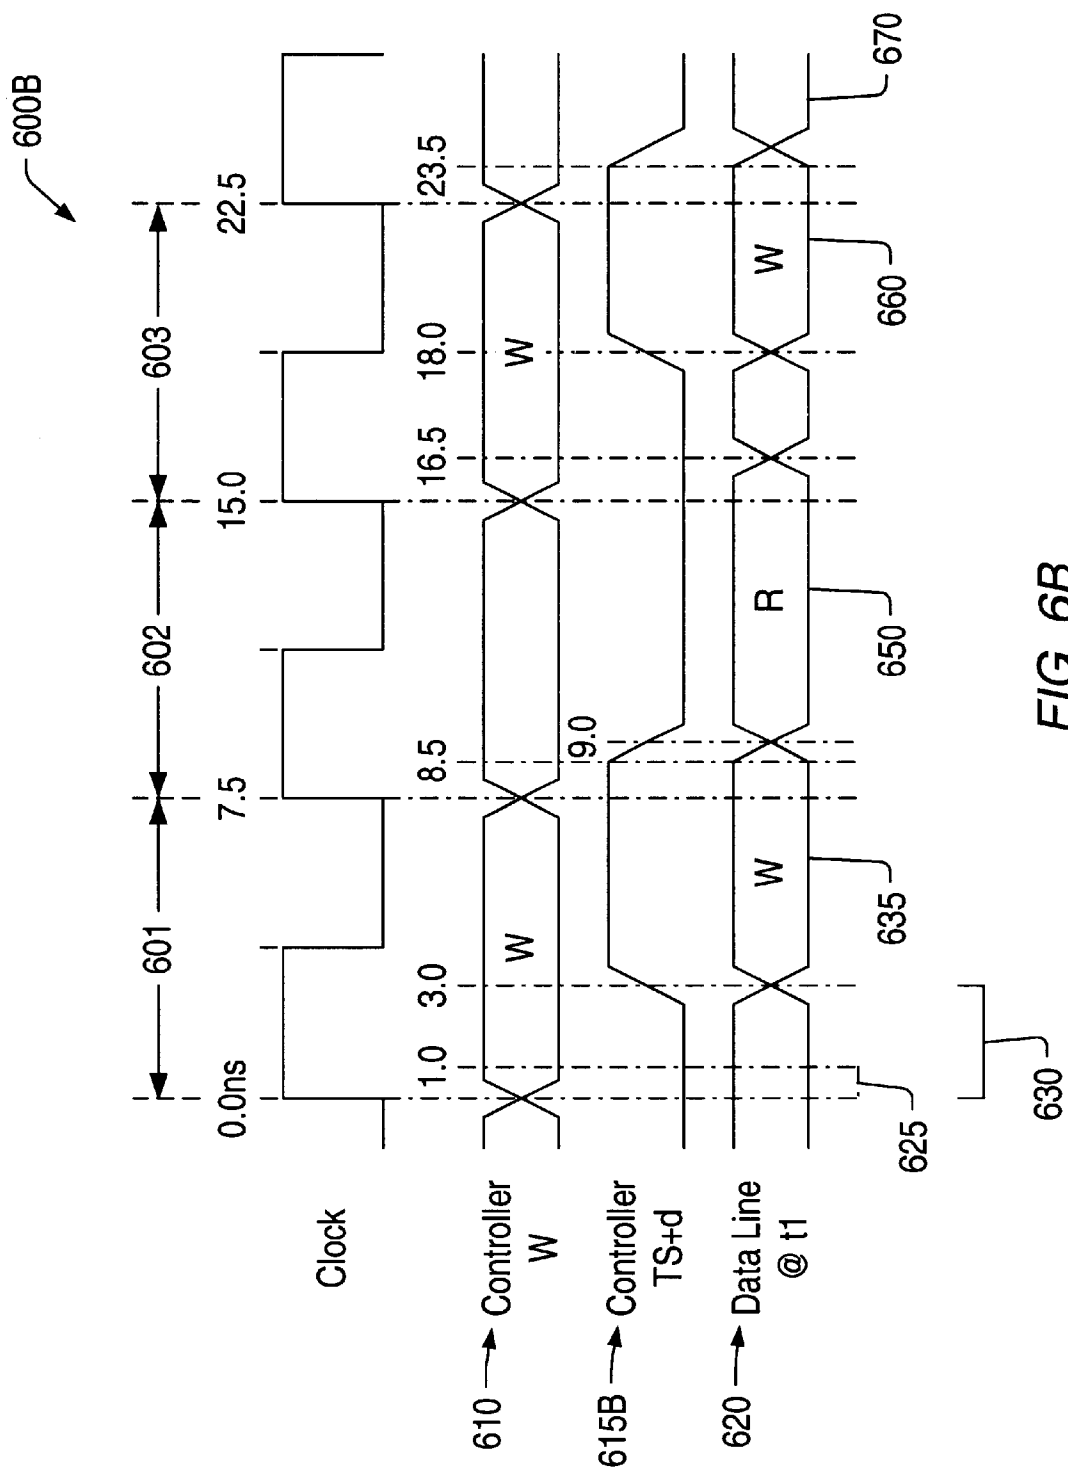 600B
601
602
603
0.0ns
7.5
15.0
22.5
Clock
1.0
3.0
8.5
16.5
18.0
23.5
610
Controller
W
W
W
9.0
615B
Controller
TS+d
620
Data Line
@ t1
W
R
W
625
630
635
650
660
670
FIG. 6B